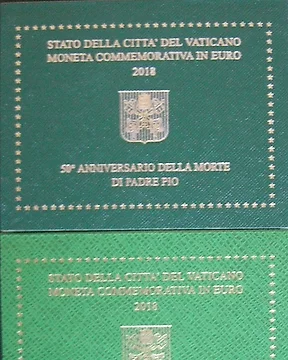 STATO DELLA CITTA' DEL VATICANO
MONETA COMMEMORATIVA IN EURO
2018
50° ANNIVERSARIO DELLA MORTE
DI PADRE PIO
STATO DELLA CITTA' DEL VATICANO
MONETA COMMEMORATIVA IN EURO
2018